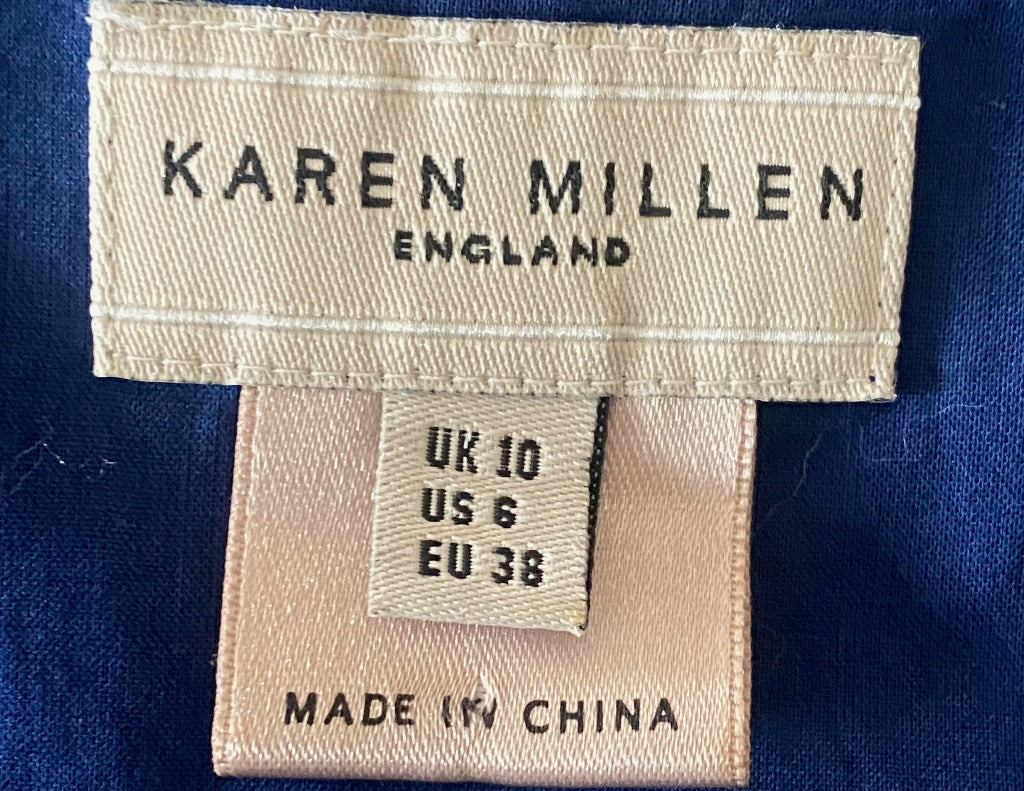 KAREN MILLEN
ENGLAND
UK 10
US 6
EU 38
MADE IN CHINA